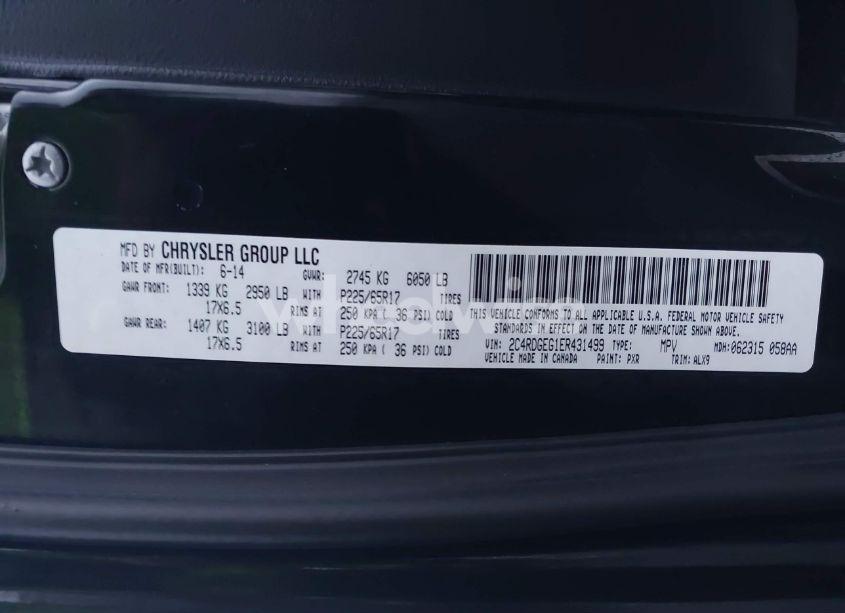 MFD BY CHRYSLER GROUP LLC
DATE OF MFR(BUILT): 6-14 GVWR: 2745 KG 6050 LB
GAWR FRONT: 1339 KG 2950 LB WITH P225/65R17 TIRES
17X6.5 RIMS AT 250 KPA ( 36 PSI) COLD
GAWR REAR: 1407 KG 3100 LB WITH P225/65R17 TIRES
17X6.5 RIMS AT 250 KPA ( 36 PSI) COLD
THIS VEHICLE CONFORMS TO ALL APPLICABLE U.S.A. FEDERAL MOTOR VEHICLE SAFETY
STANDARDS IN EFFECT ON THE DATE OF MANUFACTURE SHOWN ABOVE.
VIN: 2C4RDGEG1ER431499 TYPE: MPV MDH:062315 058AA
VEHICLE MADE IN CANADA PAINT: PXR TRIM: ALX9